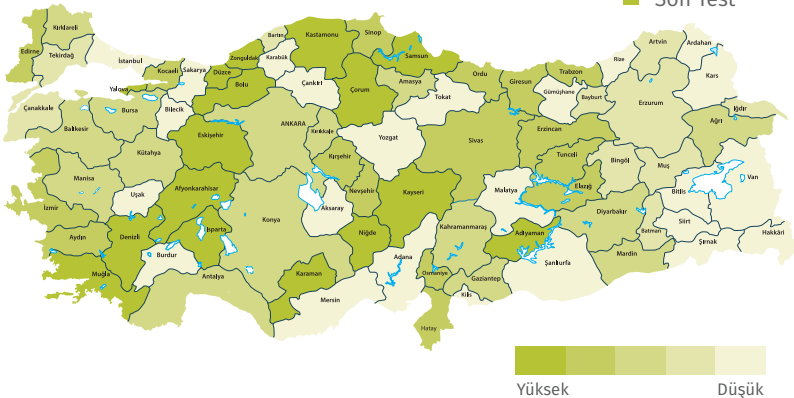 Son Test
Kırklareli
Edirne
Tekirdağ
İstanbul
Kocaeli
Sakarya
Yalova
Düzce
Zonguldak
Bartın
Karabük
Kastamonu
Sinop
Samsun
Ordu
Giresun
Trabzon
Rize
Artvin
Ardahan
Kars
Iğdır
Ağrı
Erzurum
Bayburt
Gümüşhane
Erzincan
Tokat
Amasya
Çorum
Çankırı
Bolu
Bilecik
Bursa
Çanakkale
Balıkesir
Kütahya
Eskişehir
ANKARA
Kırıkkale
Yozgat
Sivas
Tunceli
Bingöl
Muş
Van
Bitlis
Elazığ
Malatya
Kayseri
Kırşehir
Nevşehir
Aksaray
Konya
Afyonkarahisar
Uşak
Manisa
İzmir
Aydın
Denizli
Isparta
Burdur
Muğla
Antalya
Karaman
Niğde
Mersin
Adana
Kahramanmaraş
Osmaniye
Hatay
Kilis
Gaziantep
Adıyaman
Şanlıurfa
Diyarbakır
Batman
Mardin
Siirt
Şırnak
Hakkâri
Yüksek
Düşük